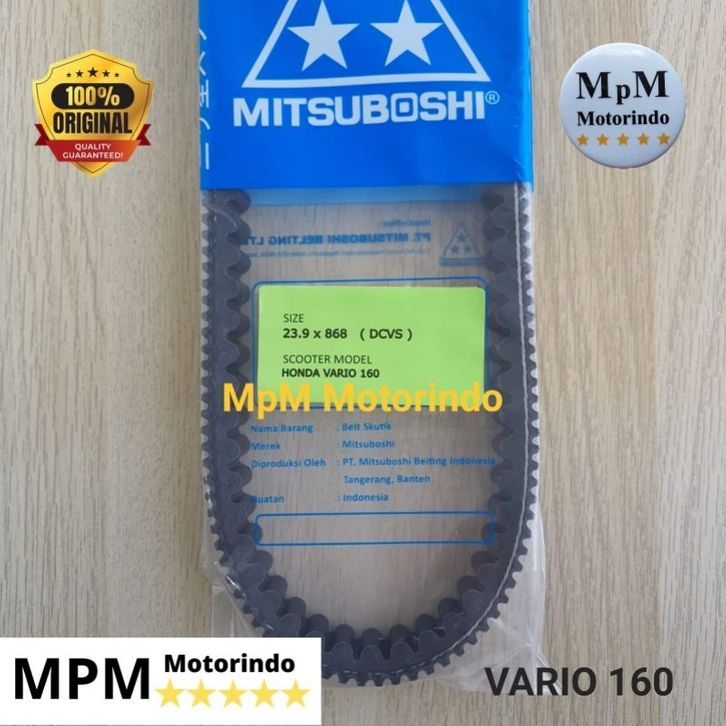 MITSUBOSHI®
100%
ORIGINAL
QUALITY
GUARANTEED!
MpM
Motorindo
PT. MITSUBOSHI BELTING LT
SIZE
23.9 x 868 ( DCVS )
SCOOTER MODEL
HONDA VARIO 160
MpM Motorindo
Nama Barang : Belt Skutik
Merek : Mitsuboshi
Diproduksi Oleh : PT. Mitsuboshi Belting Indonesia
Tangerang, Banten
Buatan : Indonesia
MPM Motorindo
VARIO 160